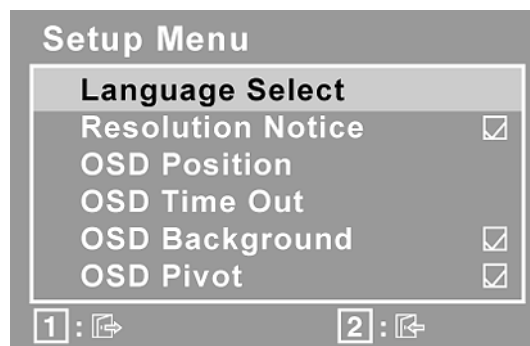 Setup Menu
Language Select
Resolution Notice
OSD Position
OSD Time Out
OSD Background
OSD Pivot
1 : 2 :